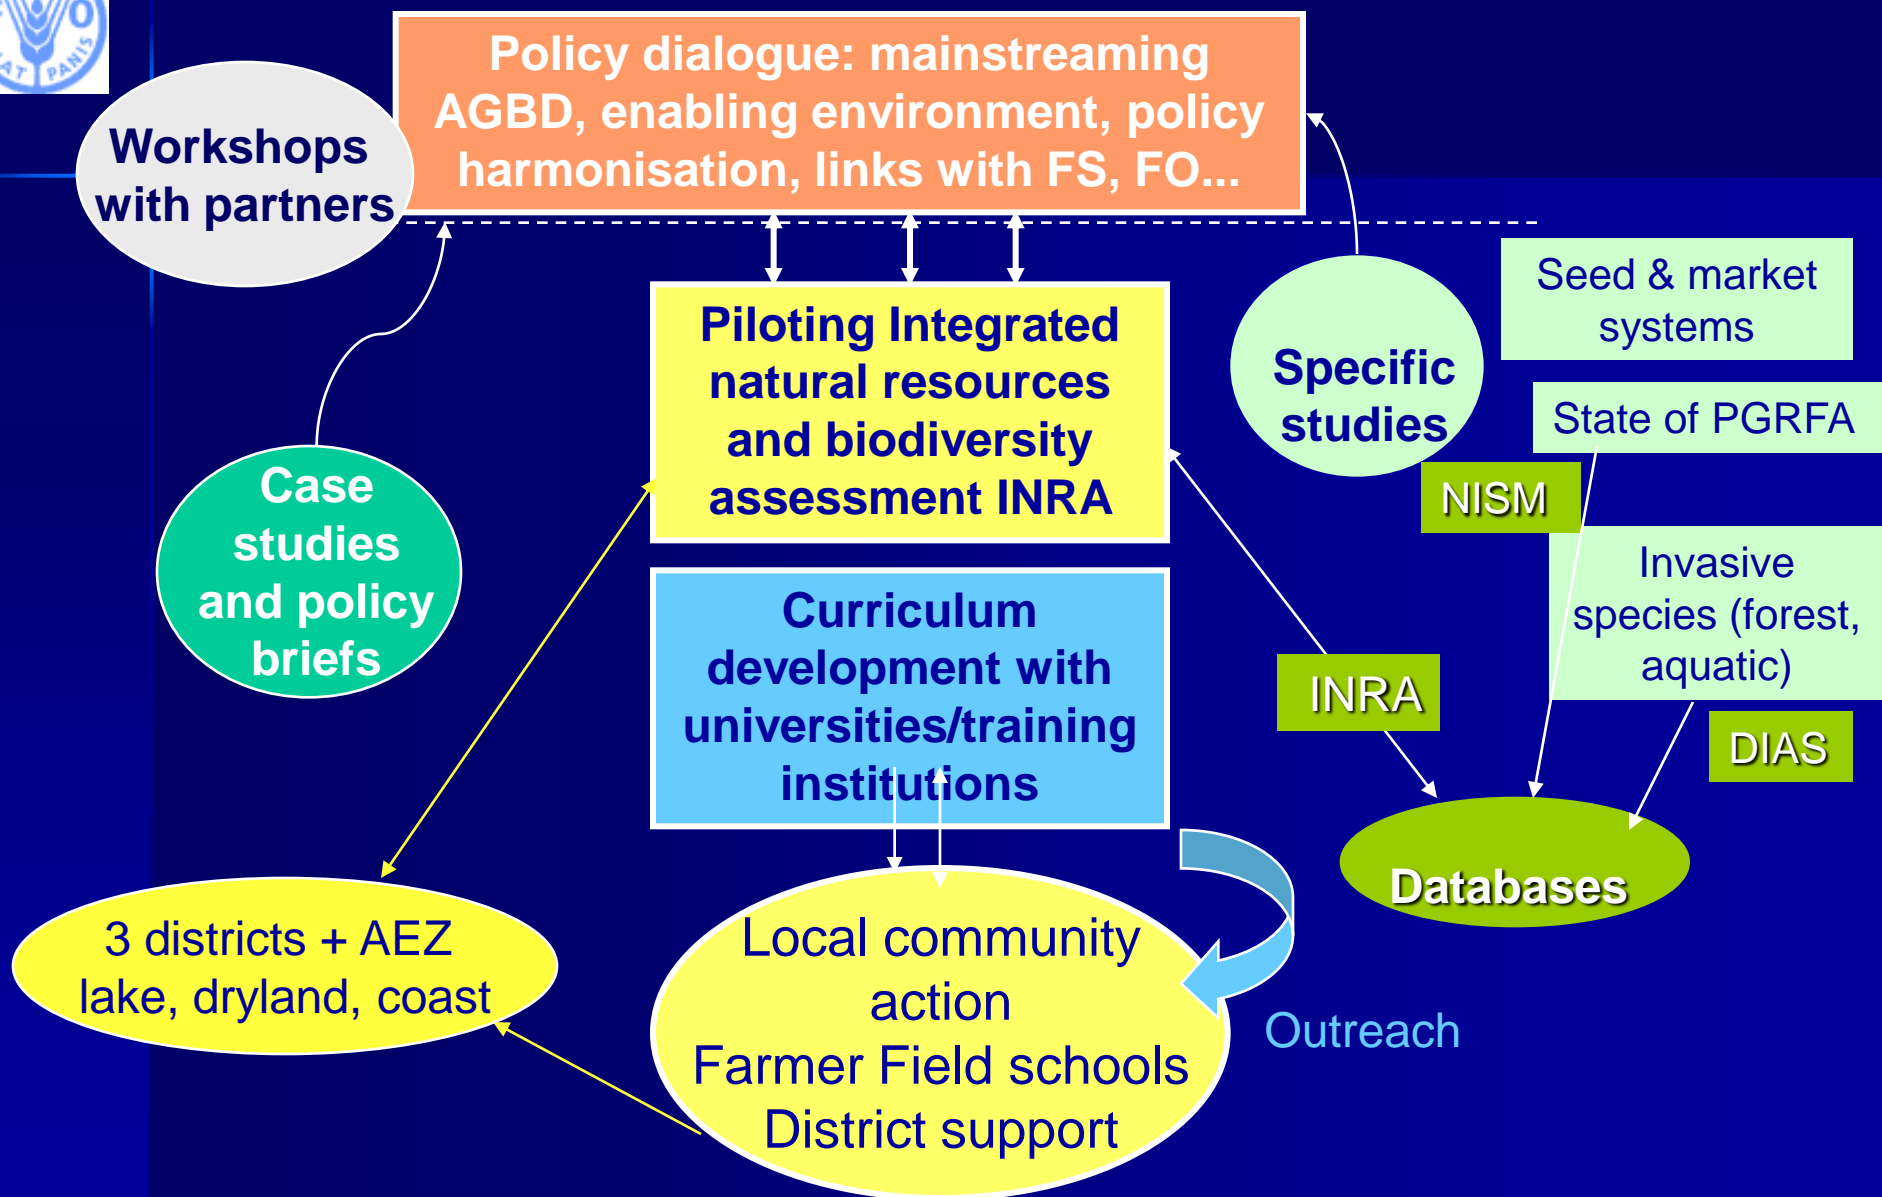 O
AT PANIS
Policy dialogue: mainstreaming
AGBD, enabling environment, policy
harmonisation, links with FS, FO...
Workshops
with partners
Piloting Integrated
natural resources
and biodiversity
assessment INRA
Specific
studies
Seed & market
systems
State of PGRFA
NISM
Invasive
species (forest,
aquatic)
DIAS
Case
studies
and policy
briefs
Curriculum
development with
universities/training
institutions
INRA
Databases
3 districts + AEZ
lake, dryland, coast
Local community
action
Farmer Field schools
District support
Outreach